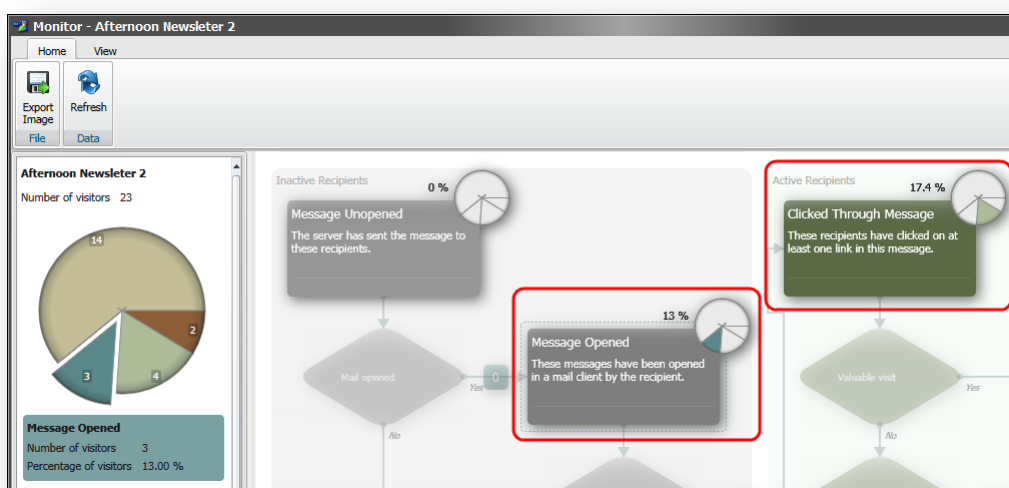 Monitor - Afternoon Newsleter 2
Home View
Export
Image
Refresh
File Data
Afternoon Newsleter 2
Number of visitors 23
14
2
3
4
Message Opened
Number of visitors 3
Percentage of visitors 13.00 %
Inactive Recipients
0 %
Message Unopened
The server has sent the message to
these recipients.
Mail opened
Yes
0
No
13 %
Message Opened
These messages have been opened
in a mail client by the recipient.
Active Recipients
17.4 %
Clicked Through Message
These recipients have clicked on at
least one link in this message.
Valuable visit
Yes
No